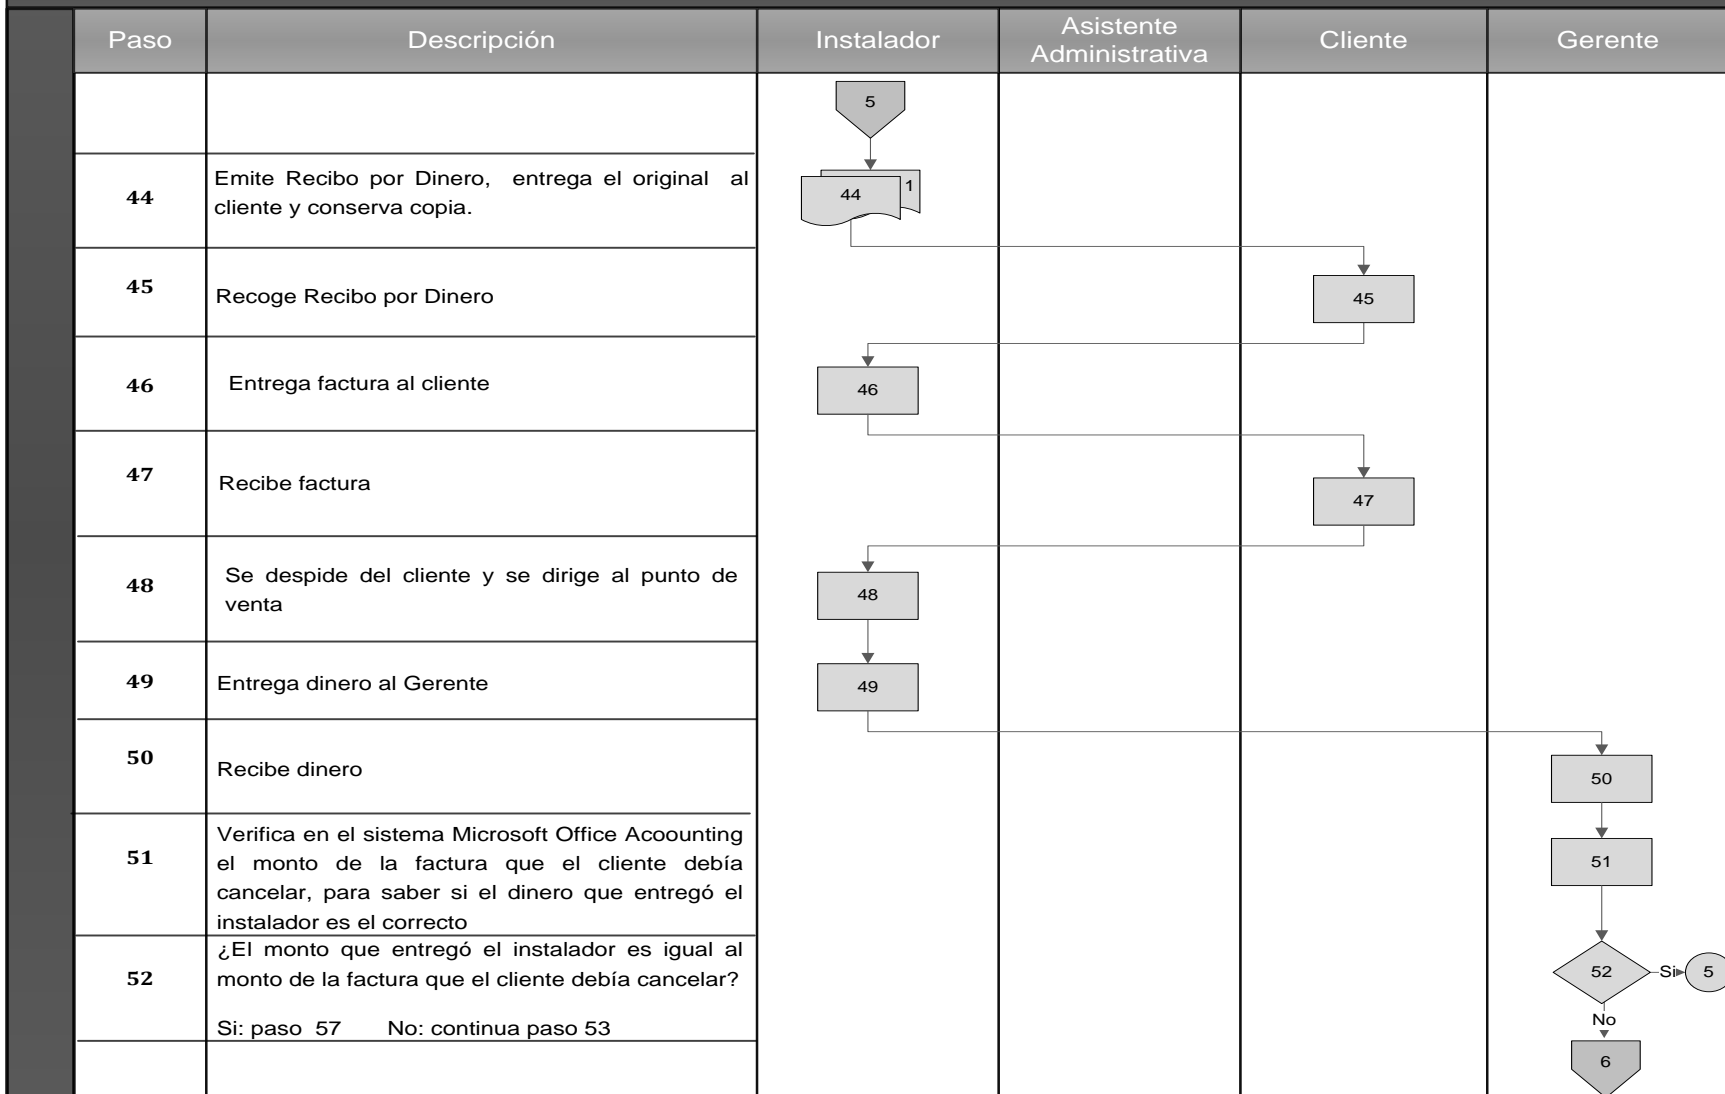 Paso
Descripción
Instalador
Asistente
Administrativa
Cliente
Gerente
5
44
Emite Recibo por Dinero, entrega el original al
cliente y conserva copia.
44
1
45
Recoge Recibo por Dinero
45
46
Entrega factura al cliente
46
47
Recibe factura
47
48
Se despide del cliente y se dirige al punto de
venta
48
49
Entrega dinero al Gerente
49
50
Recibe dinero
50
51
Verifica en el sistema Microsoft Office Acoounting
el monto de la factura que el cliente debía
cancelar, para saber si el dinero que entregó el
instalador es el correcto
51
52
¿El monto que entregó el instalador es igual al
monto de la factura que el cliente debía cancelar?
Si: paso 57 No: continua paso 53
52
Si
5
No
6